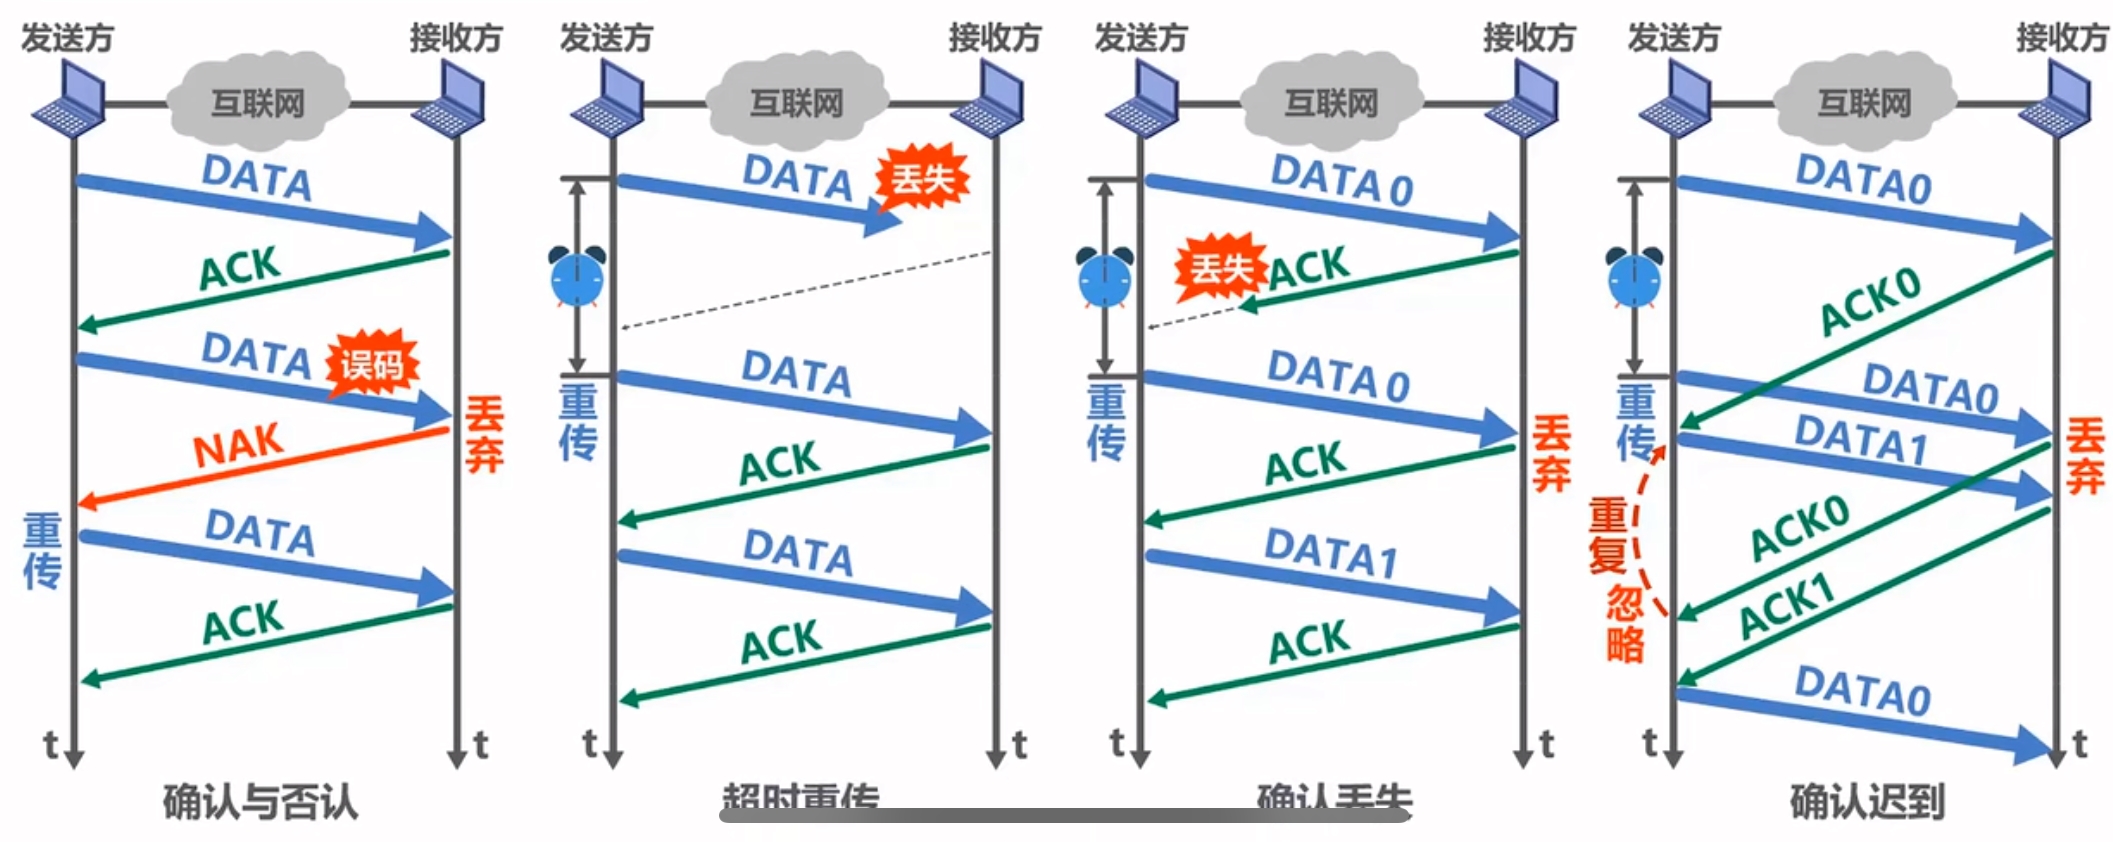 发送方
接收方
互联网
DATA
ACK
DATA
误码
丢弃
NAK
重传
DATA
ACK
t
t
确认与否认
发送方
接收方
互联网
DATA
丢失
重传
DATA
ACK
DATA
ACK
t
t
超时重传
发送方
接收方
互联网
DATA 0
丢失
ACK
重传
DATA 0
丢弃
ACK
DATA1
ACK
t
t
确认丢失
发送方
接收方
互联网
DATA0
ACK0
重传
DATA0
DATA1
丢弃
重复
忽略
ACK0
ACK1
DATA0
t
t
确认迟到